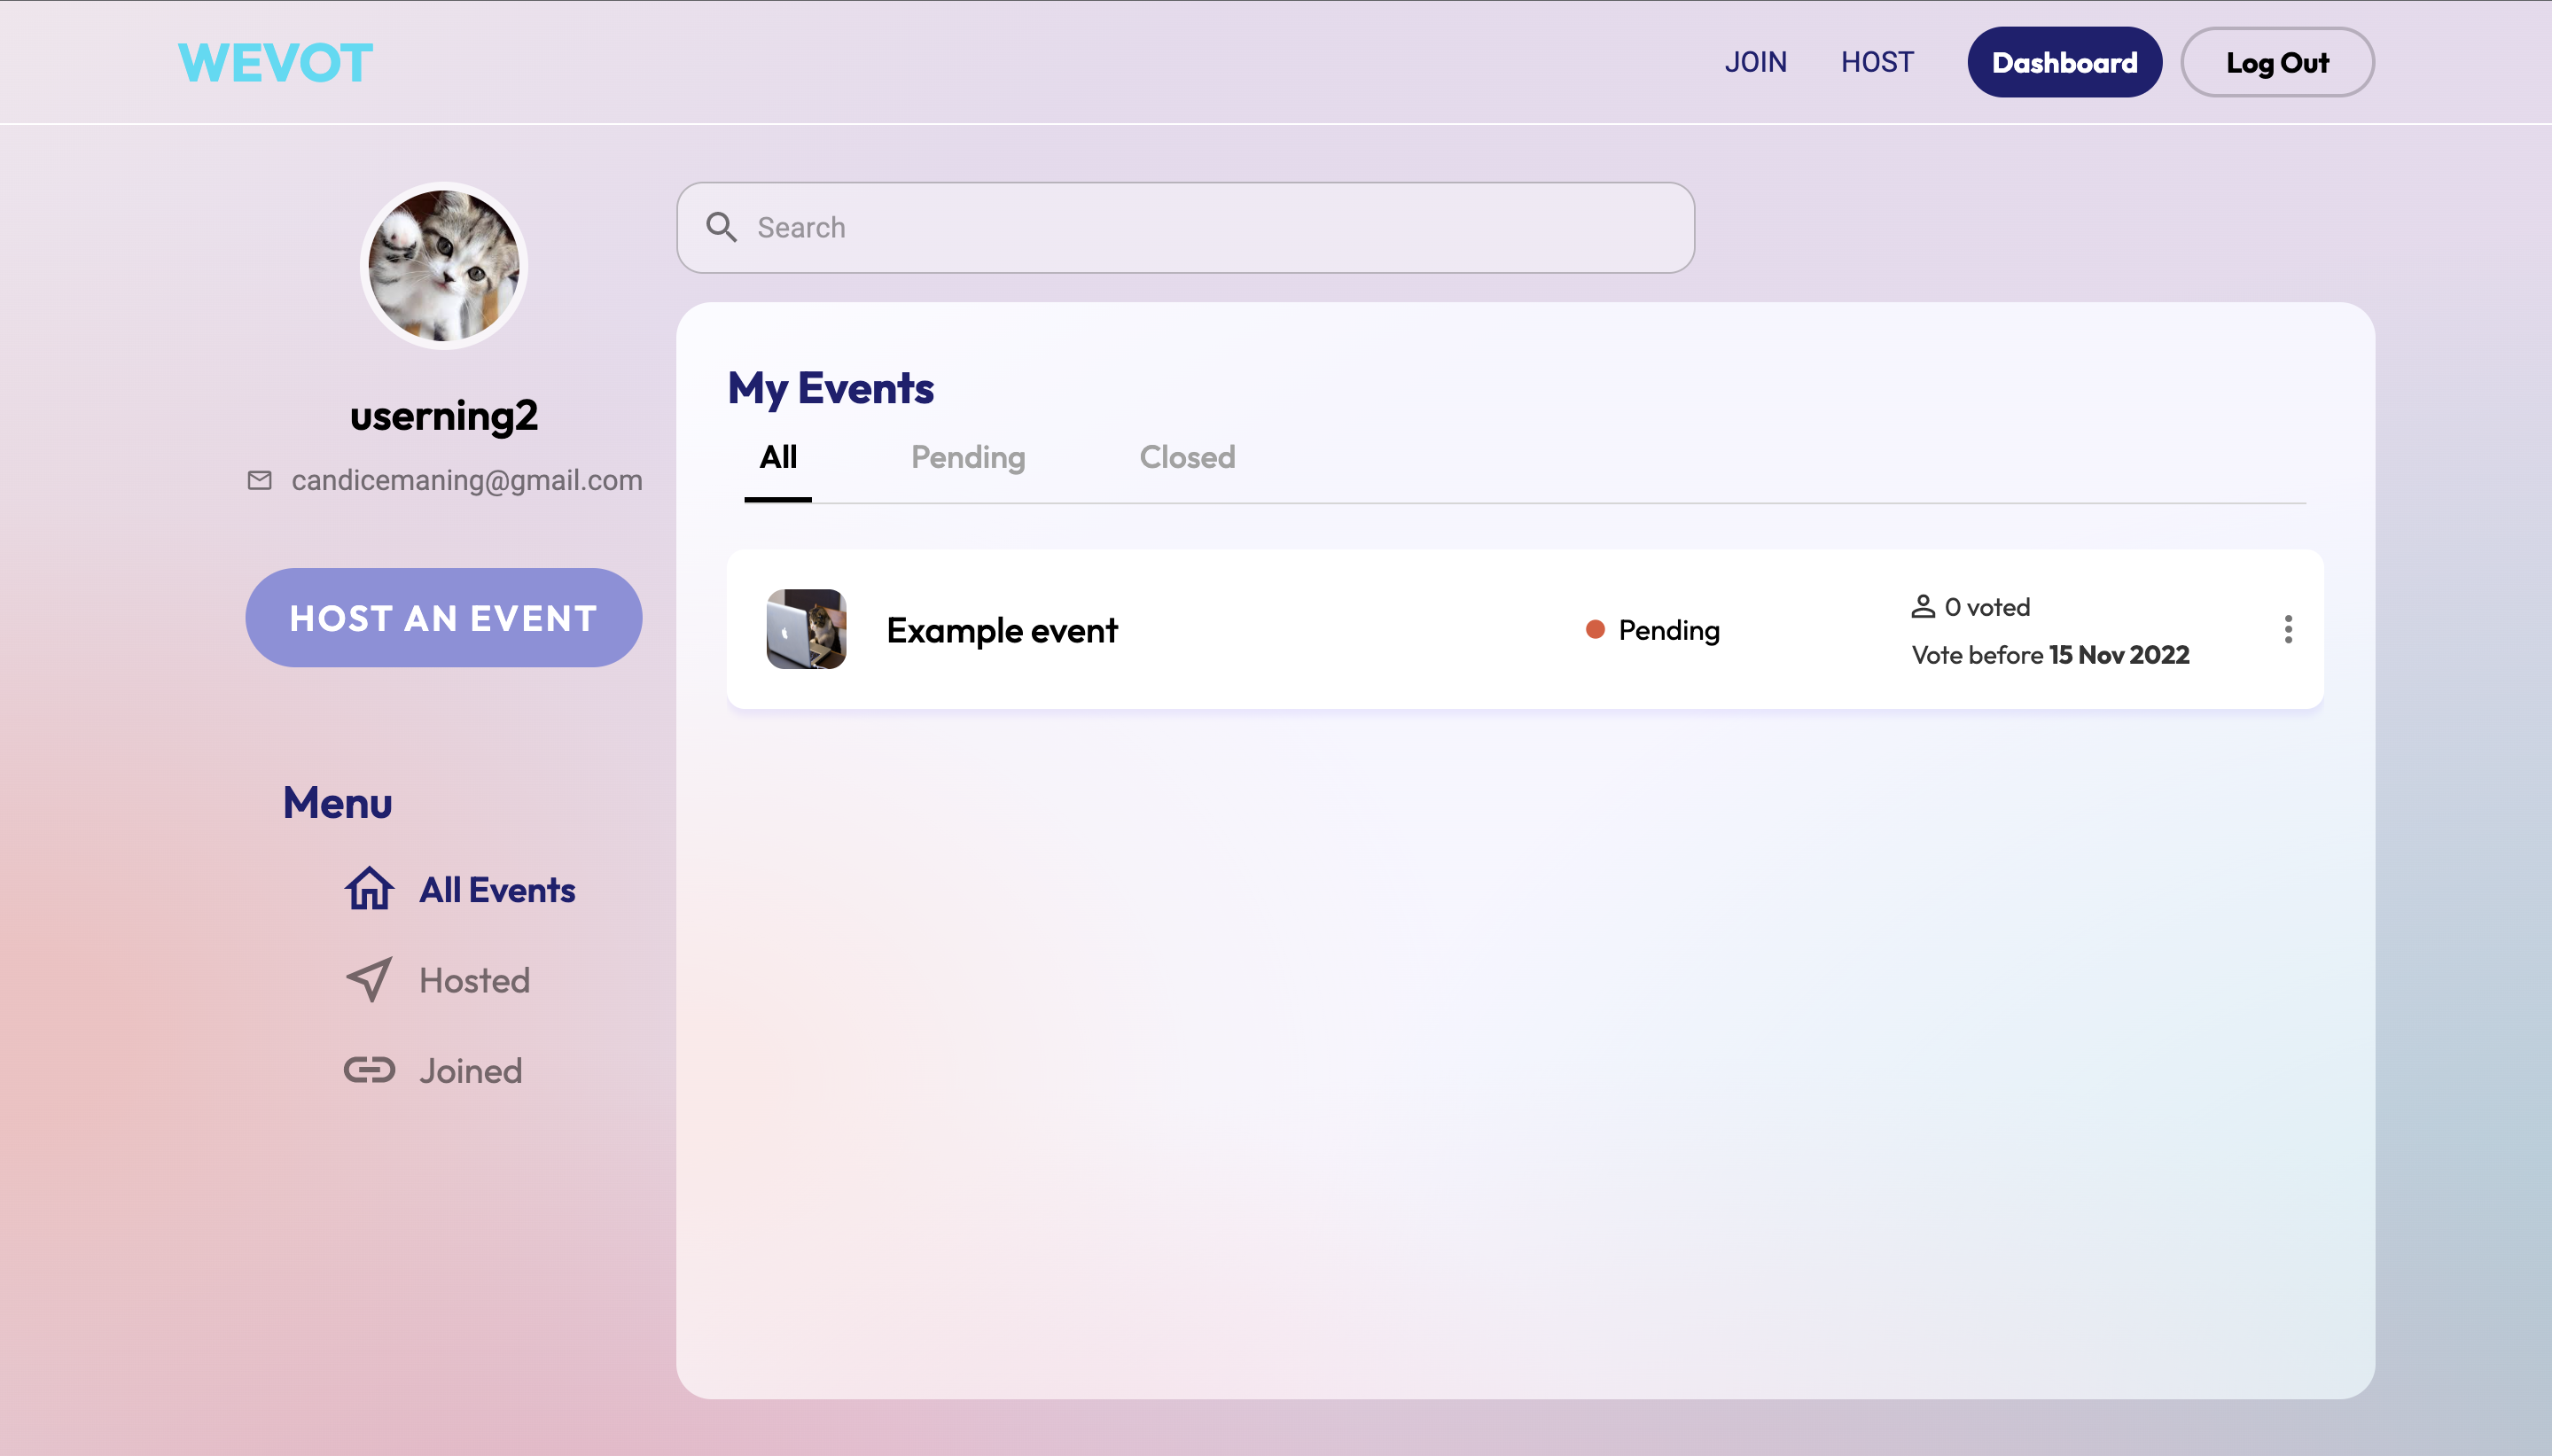 WEVOT
JOIN
HOST
Dashboard
Log Out
userning2
candicemaning@gmail.com
HOST AN EVENT
Menu
All Events
Hosted
Joined
Search
My Events
All
Pending
Closed
Example event
Pending
0 voted
Vote before 15 Nov 2022